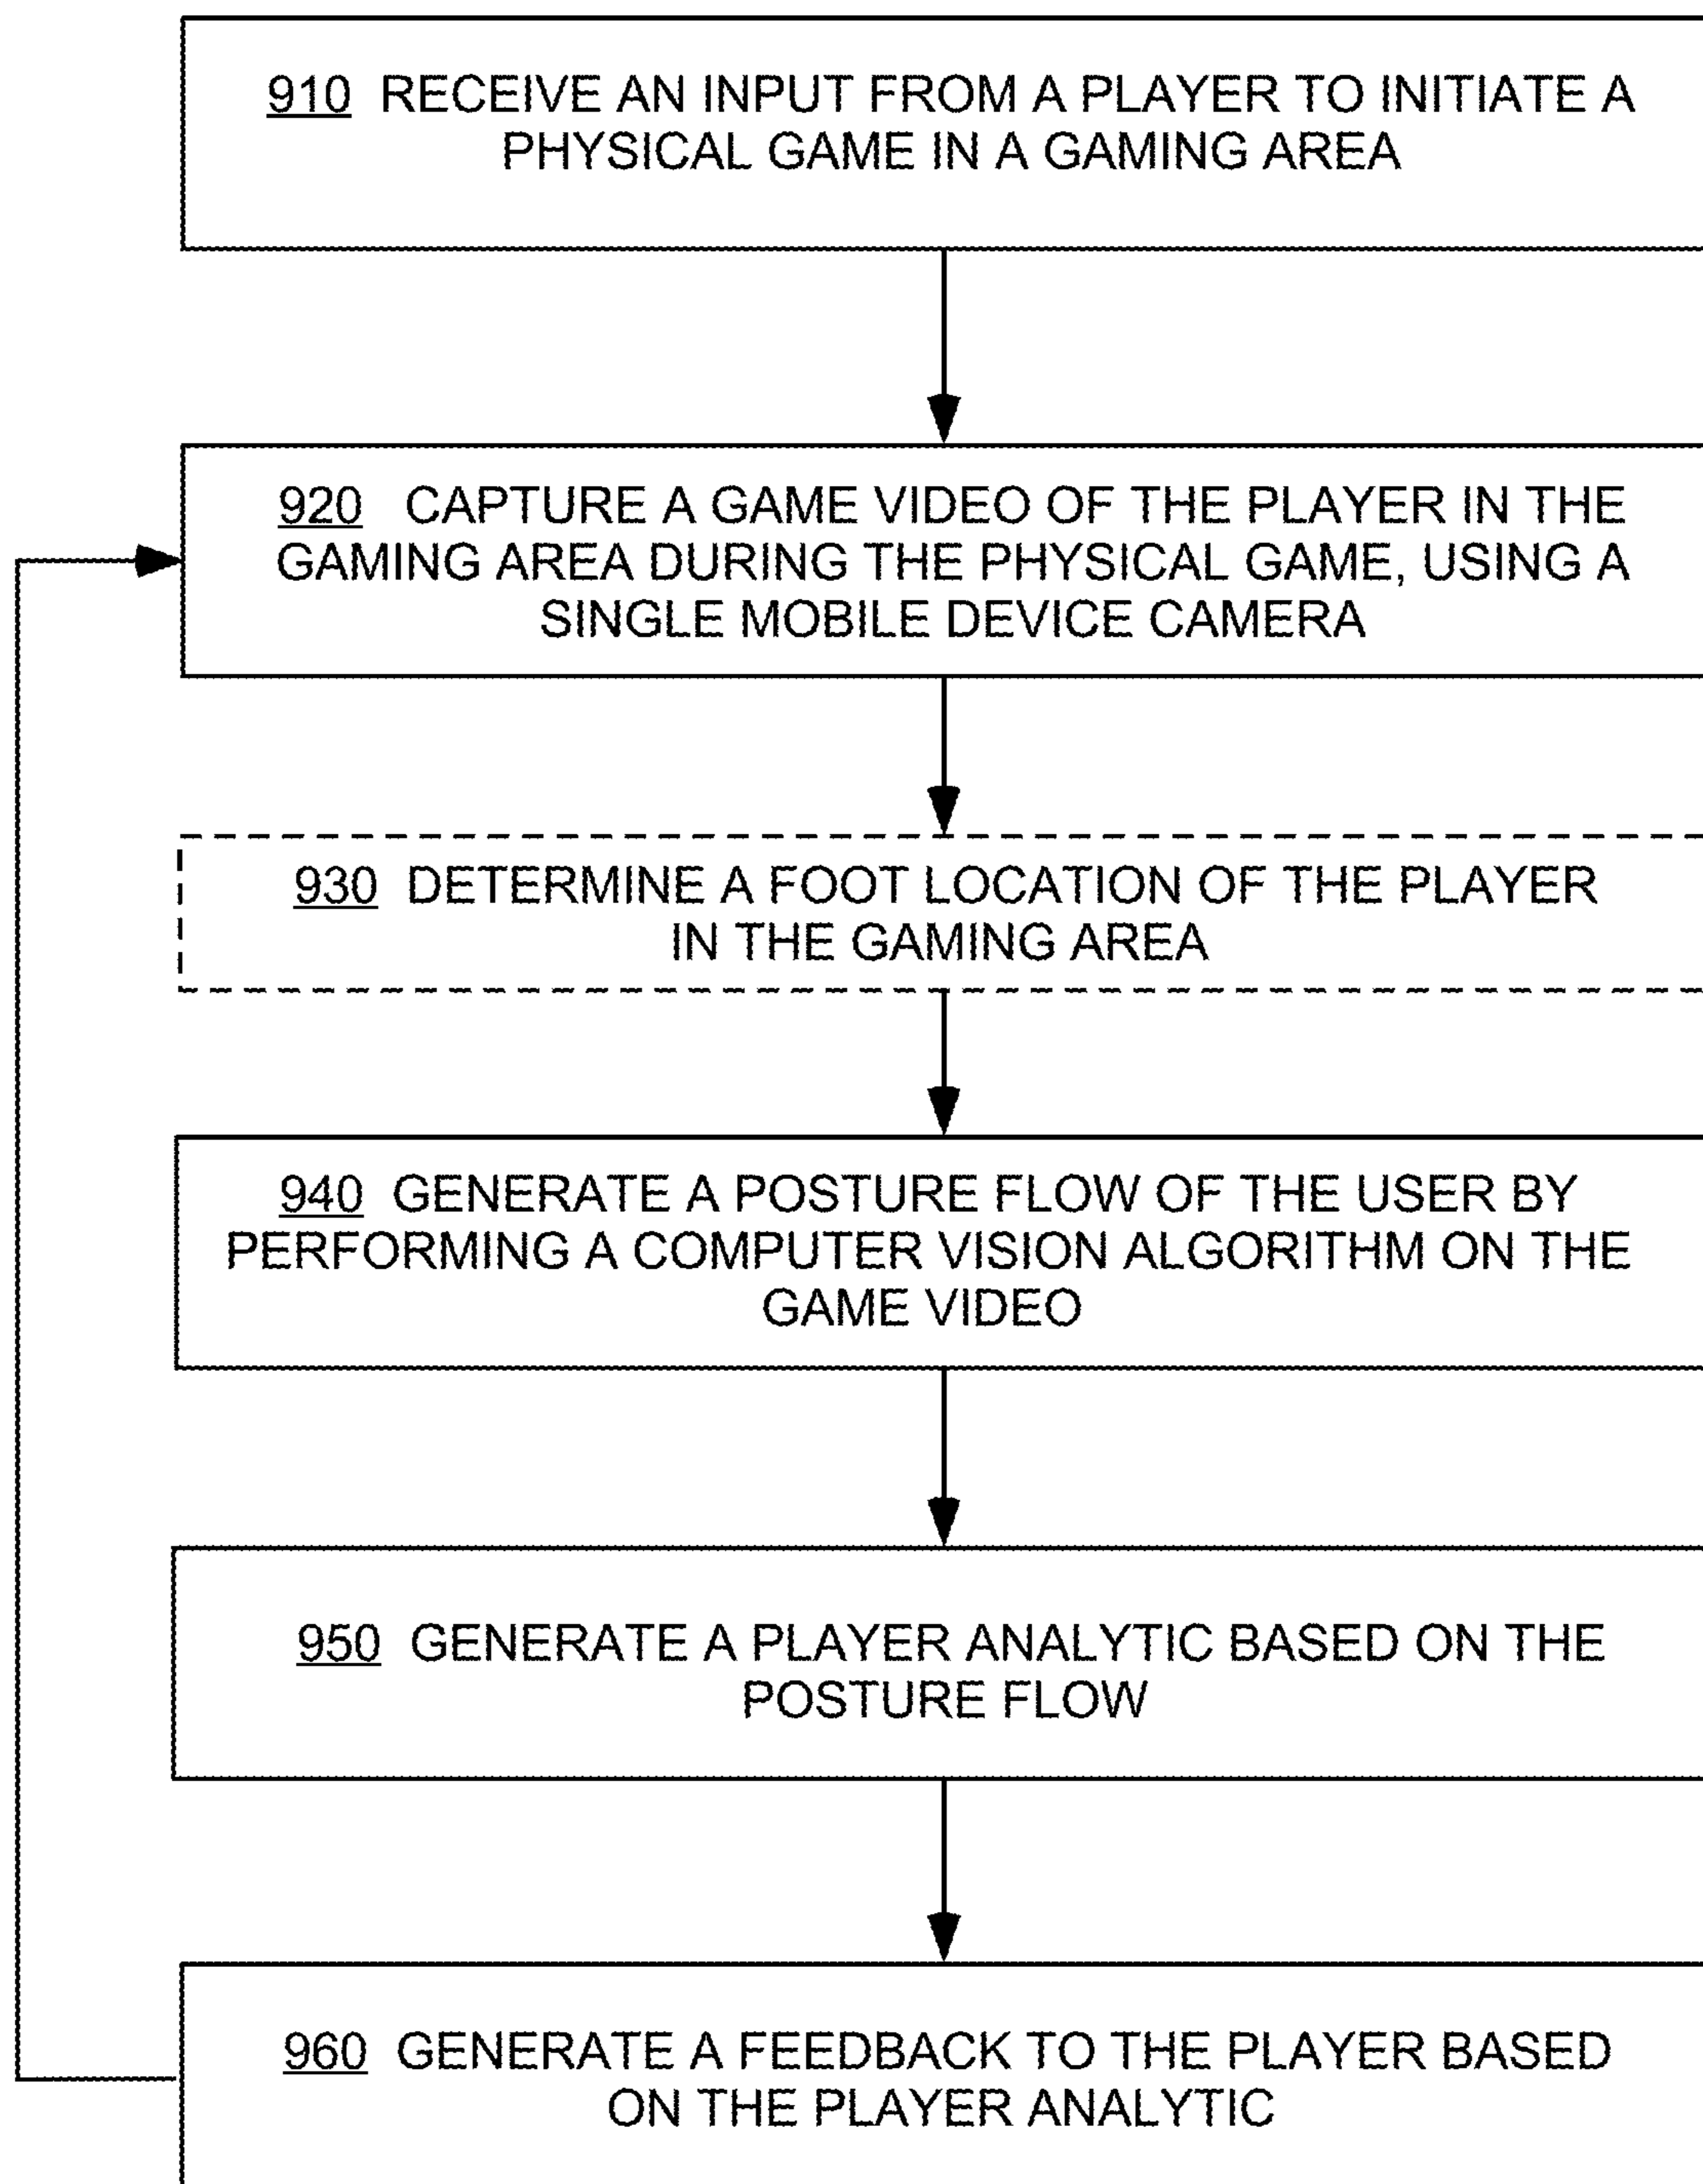 910 RECEIVE AN INPUT FROM A PLAYER TO INITIATE A
PHYSICAL GAME IN A GAMING AREA
920 CAPTURE A GAME VIDEO OF THE PLAYER IN THE
GAMING AREA DURING THE PHYSICAL GAME, USING A
SINGLE MOBILE DEVICE CAMERA
930 DETERMINE A FOOT LOCATION OF THE PLAYER
IN THE GAMING AREA
940 GENERATE A POSTURE FLOW OF THE USER BY
PERFORMING A COMPUTER VISION ALGORITHM ON THE
GAME VIDEO
950 GENERATE A PLAYER ANALYTIC BASED ON THE
POSTURE FLOW
960 GENERATE A FEEDBACK TO THE PLAYER BASED
ON THE PLAYER ANALYTIC